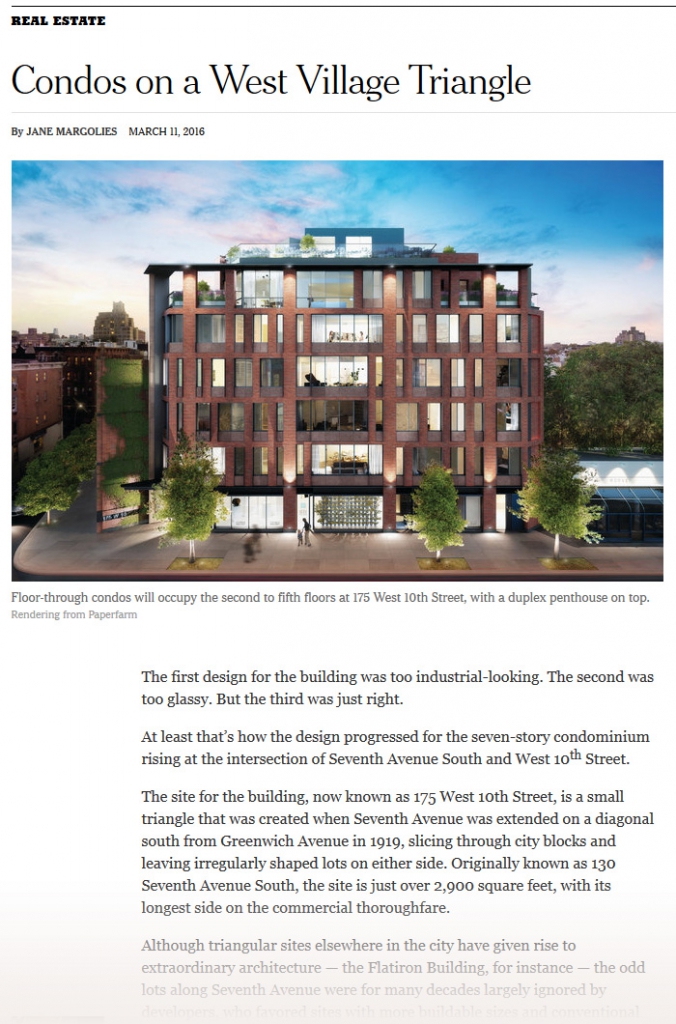 REAL ESTATE
Condos on a West Village Triangle
By JANE MARGOLIES MARCH 11, 2016
Floor-through condos will occupy the second to fifth floors at 175 West 10th Street, with a duplex penthouse on top.
Rendering from Paperfarm
The first design for the building was too industrial-looking. The second was
too glassy. But the third was just right.
At least that’s how the design progressed for the seven-story condominium
rising at the intersection of Seventh Avenue South and West 10th Street.
The site for the building, now known as 175 West 10th Street, is a small
triangle that was created when Seventh Avenue was extended on a diagonal
south from Greenwich Avenue in 1919, slicing through city blocks and
leaving irregularly shaped lots on either side. Originally known as 130
Seventh Avenue South, the site is just over 2,900 square feet, with its
longest side on the commercial thoroughfare.
Although triangular sites elsewhere in the city have given rise to
extraordinary architecture — the Flatiron Building, for instance — the odd
lots along Seventh Avenue were for many decades largely ignored by
developers, who favored sites with more buildable sizes and conventional